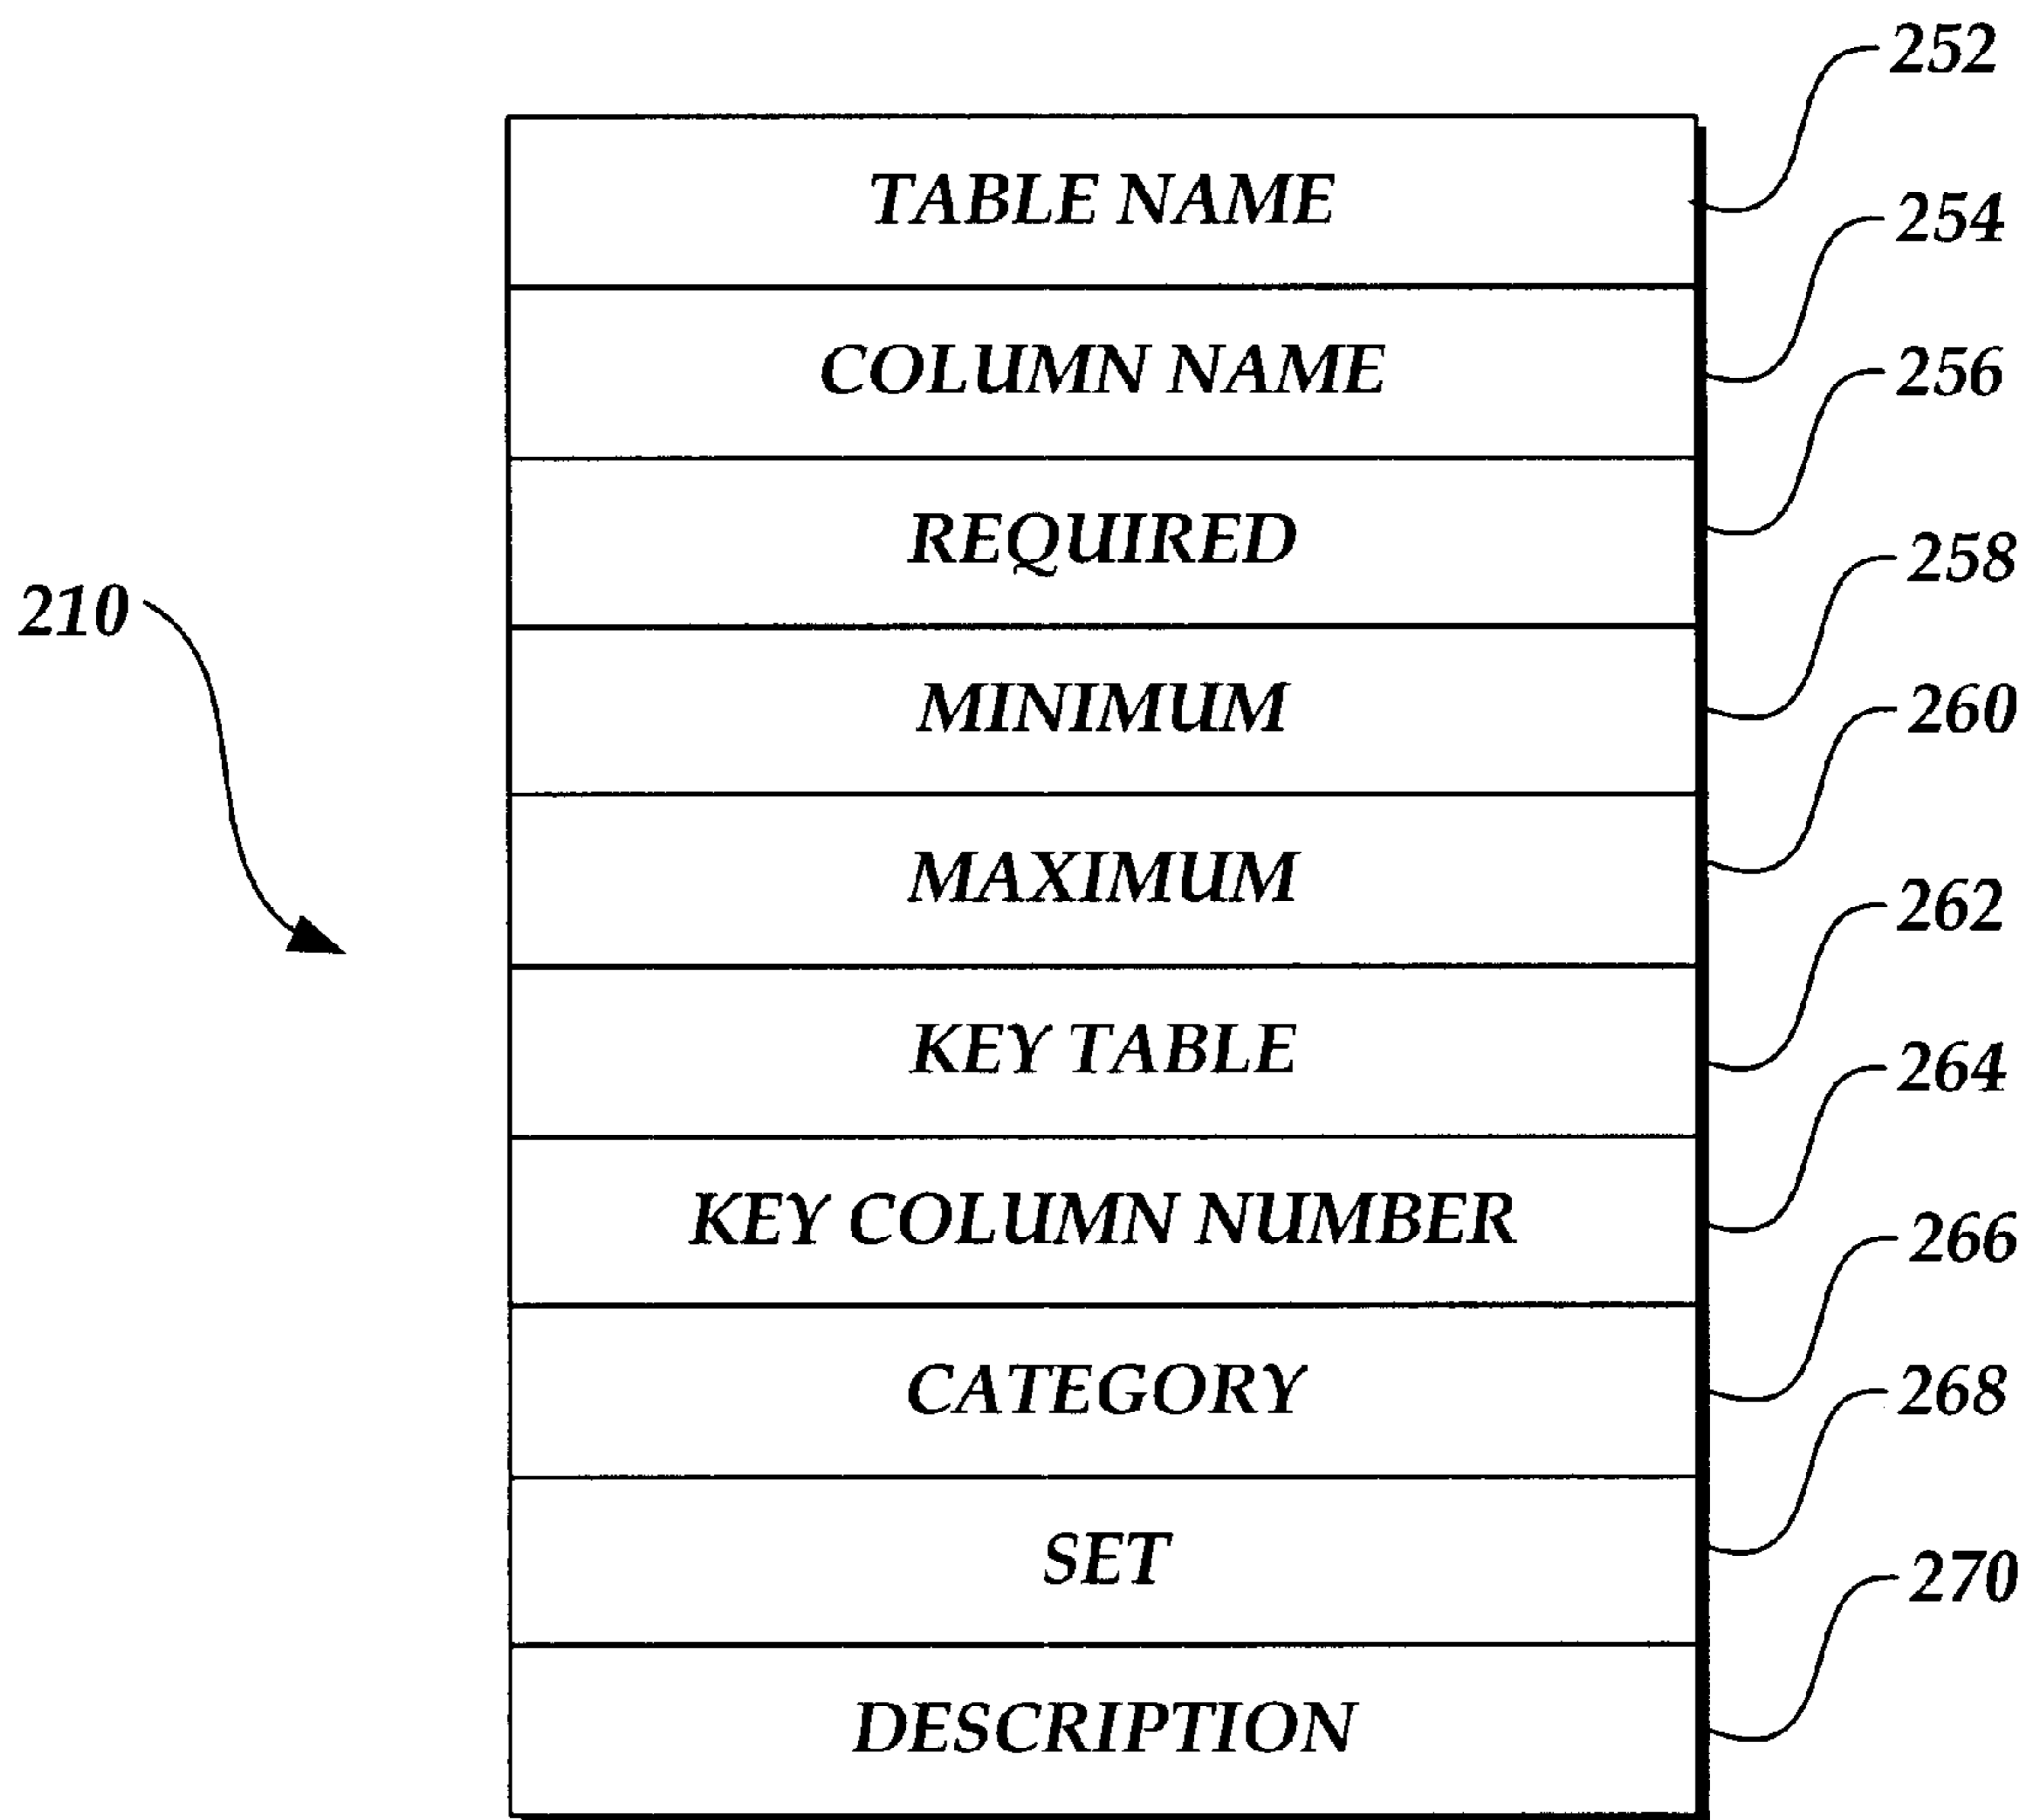 252
TABLE NAME
254
COLUMN NAME
256
REQUIRED
258
210
MINIMUM
260
MAXIMUM
262
KEY TABLE
264
KEY COLUMN NUMBER
266
CATEGORY
268
SET
270
DESCRIPTION